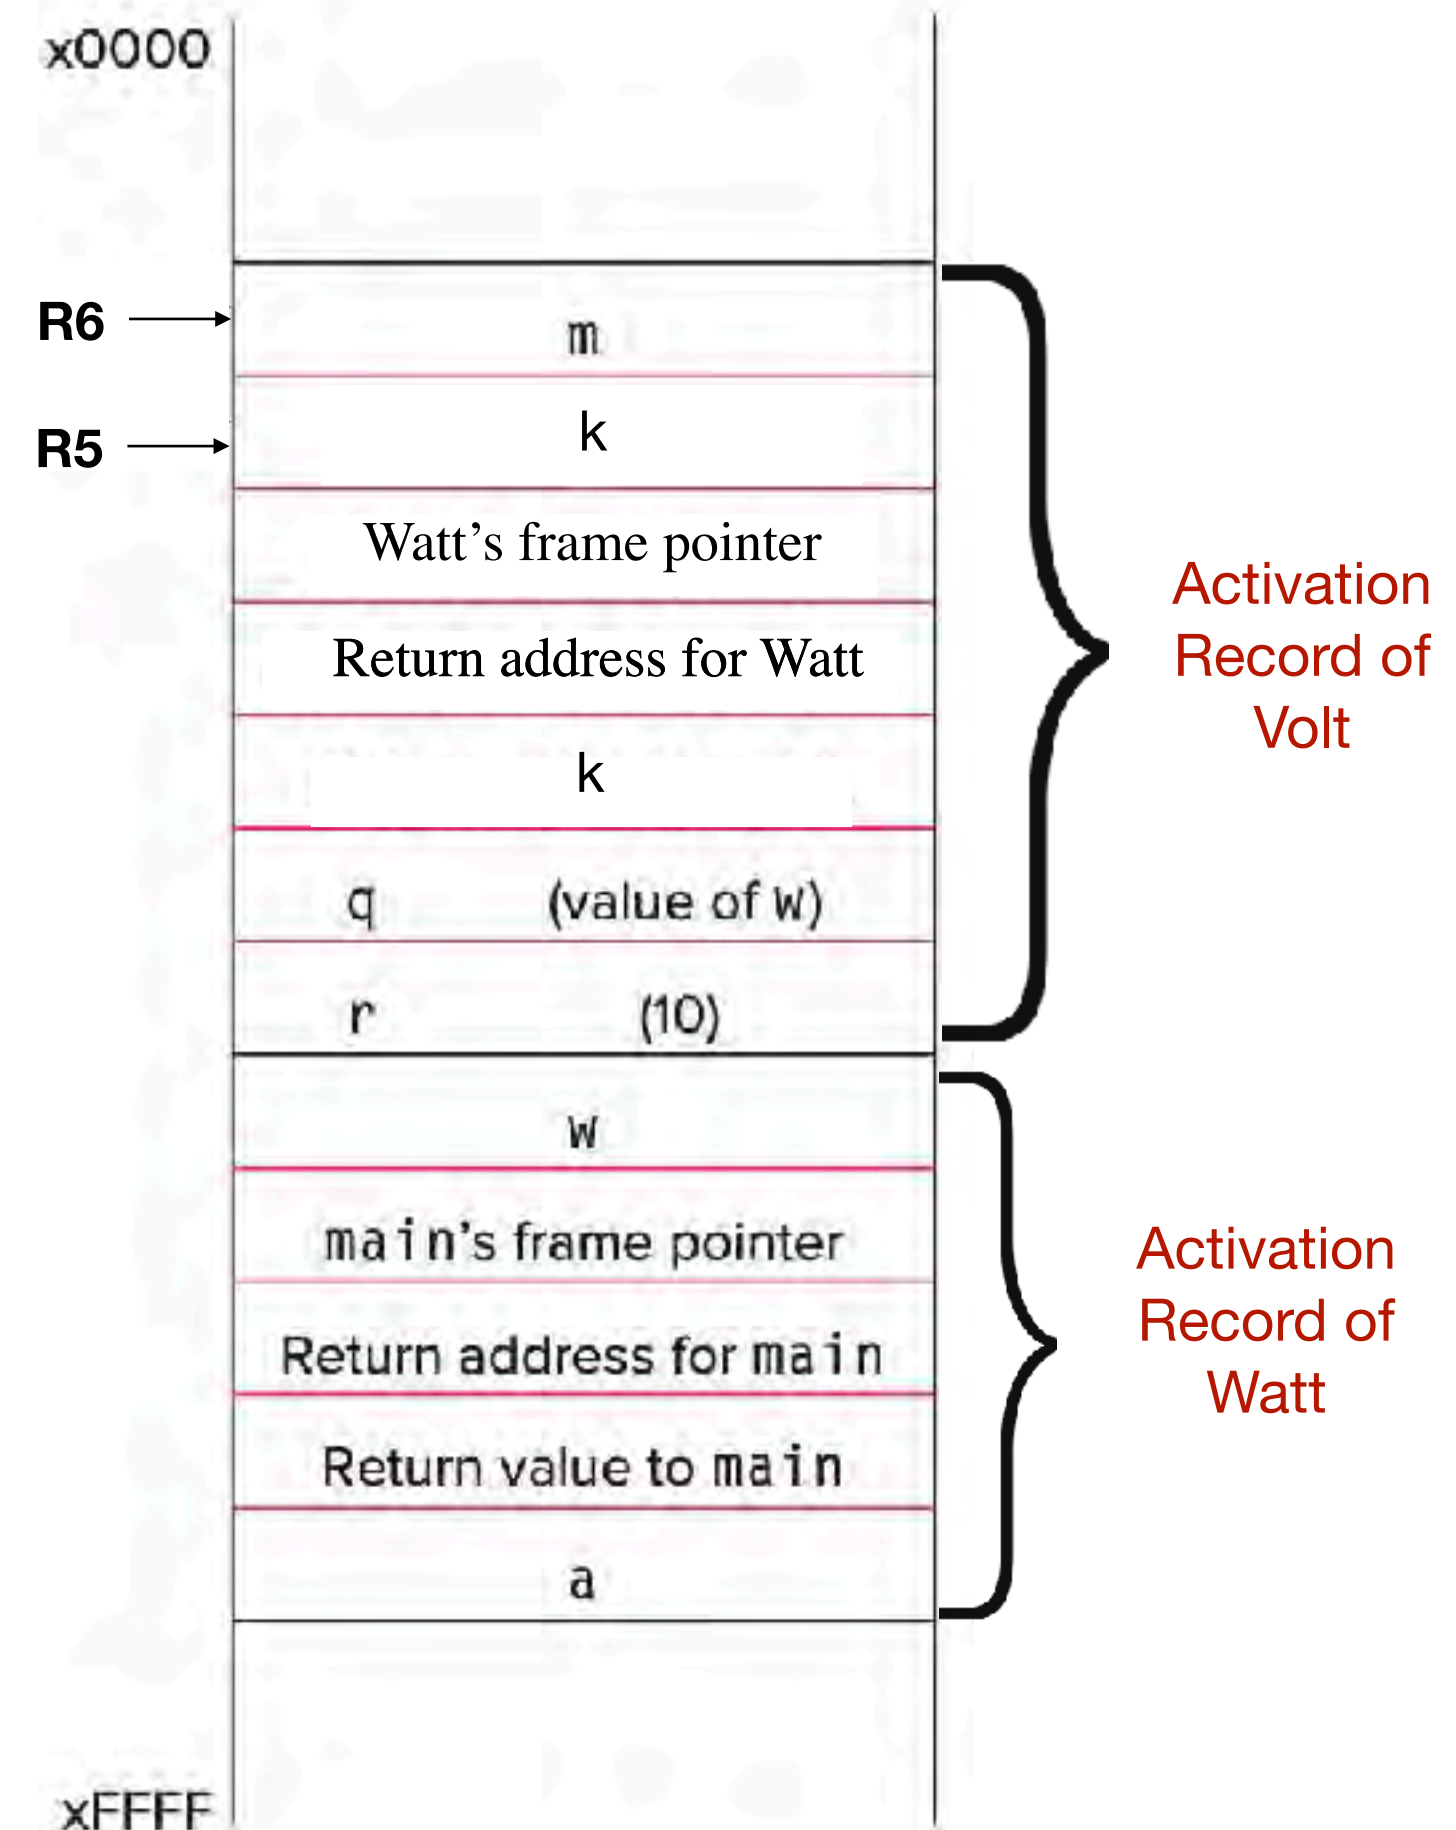 x0000
R6
m
R5
k
Watt’s frame pointer
Return address for Watt
k
q (value of w)
r (10)
Activation
Record of
Volt
w
main’s frame pointer
Return address for main
Return value to main
a
Activation
Record of
Watt
xFFFF